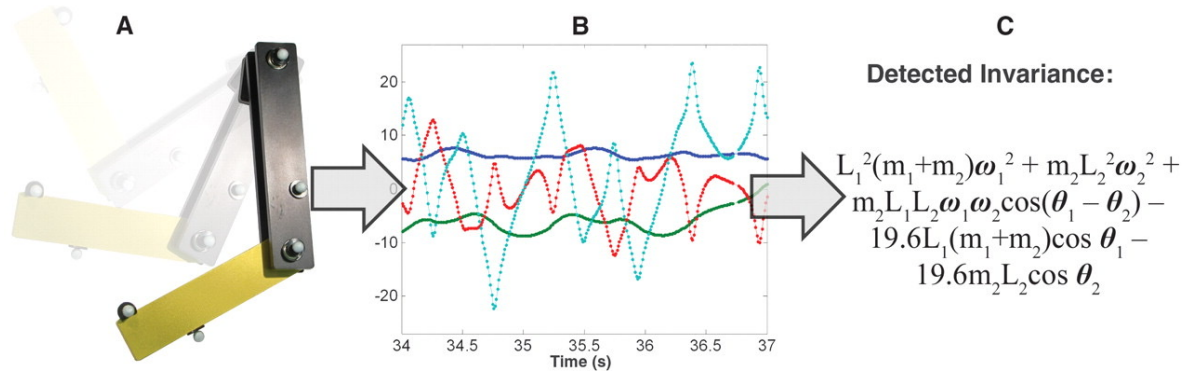 A
B
C
Detected Invariance:
L₁²(m₁+m₂)ω₁² + m₂L₂²ω₂² +
m₂L₁L₂ω₁ω₂cos(θ₁ – θ₂) –
19.6L₁(m₁+m₂)cos θ₁ –
19.6m₂L₂cos θ₂
20
10
0
-10
-20
34 34.5 35 35.5 36 36.5 37
Time (s)